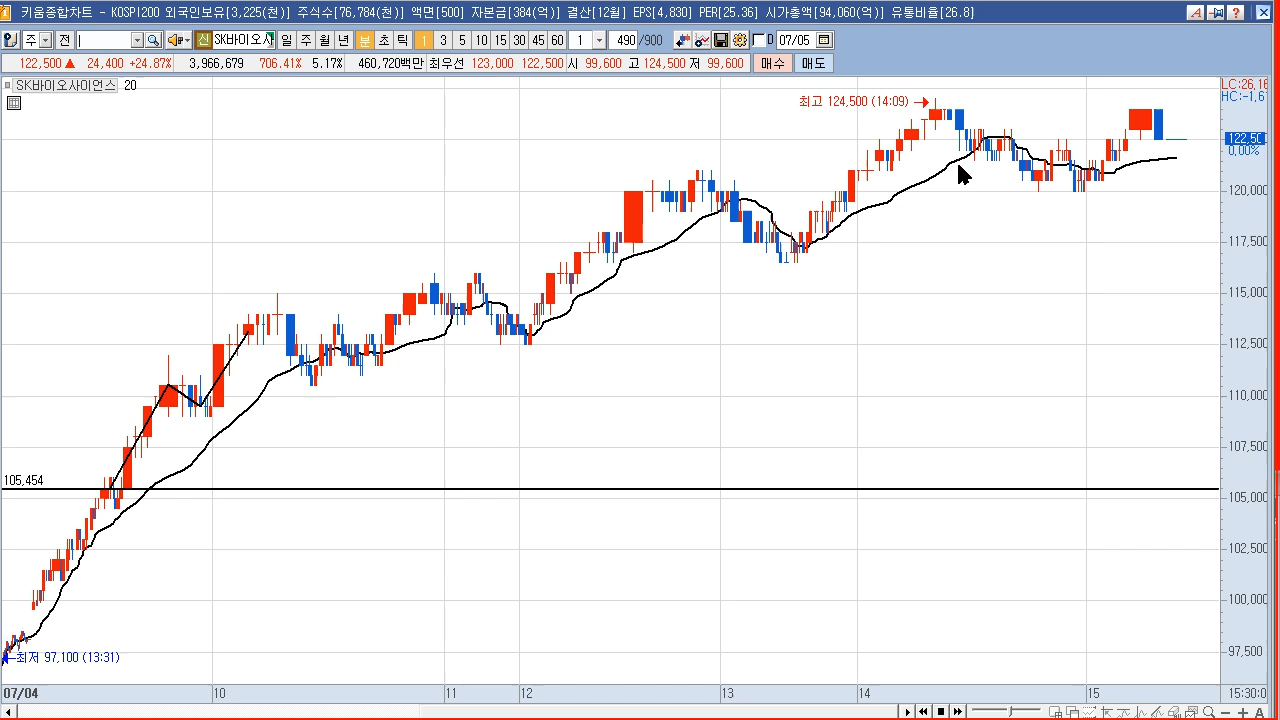 키움종합차트 - KOSPI200 외국인보유[3,225(천)] 주식수[76,784(천)] 액면[500] 자본금[384(억)] 결산[12월] EPS[4,830] PER[25.36] 시가총액[94,060(억)] 유통비율[26.8]
주 전 신 SK바이오사 일 주 월 년 분 초 틱 1 3 5 10 15 30 45 60 1 490 /900 D 07/05
122,500 ▲ 24,400 +24.87% 3,966,679 706.41% 5.17% 460,720백만 최우선 123,000 122,500 시 99,600 고 124,500 저 99,600 매수 매도
SK바이오사이언스 20
LC:26,16
HC:-1,6
최고 124,500 (14:09)
122,50
0,00%
120,000
117,500
115,000
112,500
110,000
107,500
105,454
105,000
102,500
100,000
97,500
최저 97,100 (13:31)
07/04 10 11 12 13 14 15 15:30:0
A